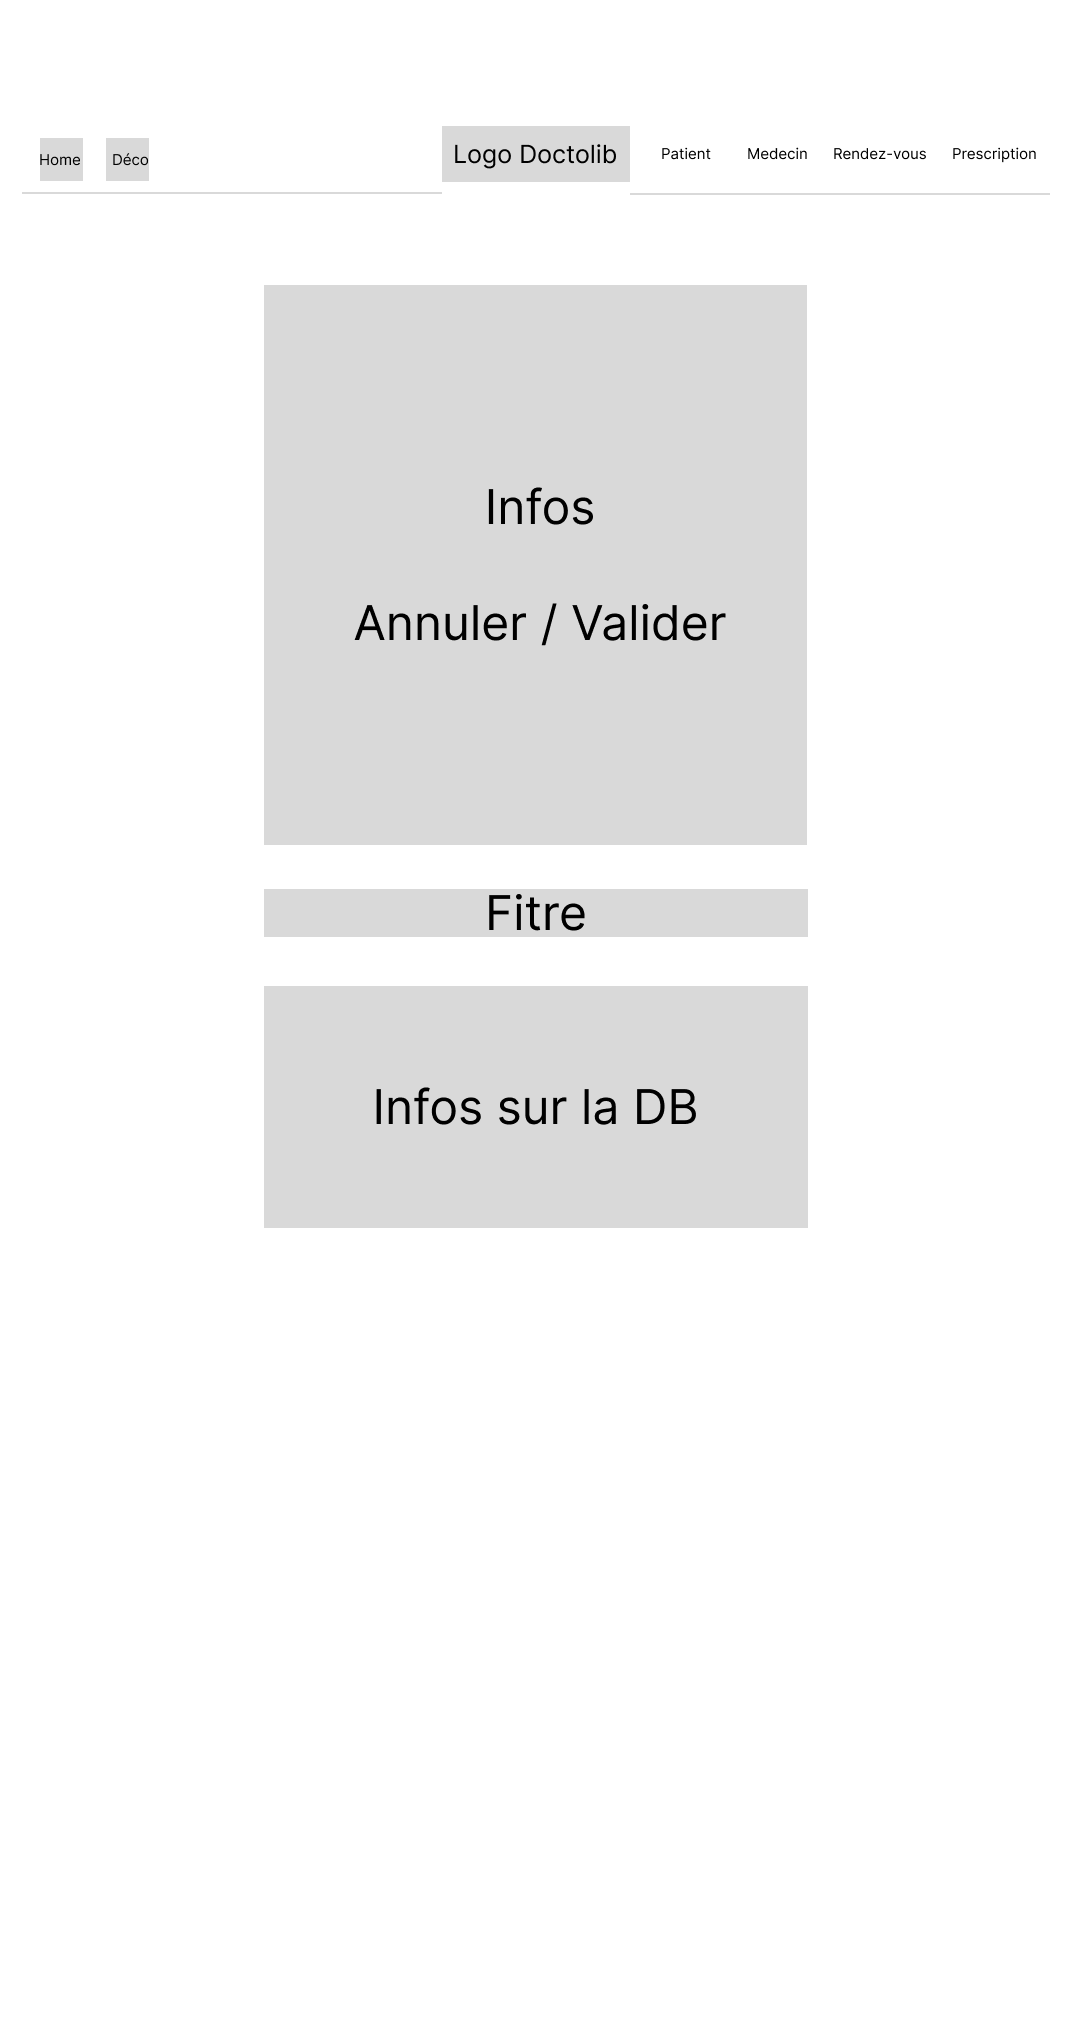 Home
Déco
Logo Doctolib
Patient
Medecin
Rendez-vous
Prescription
Infos
Annuler / Valider
Fitre
Infos sur la DB